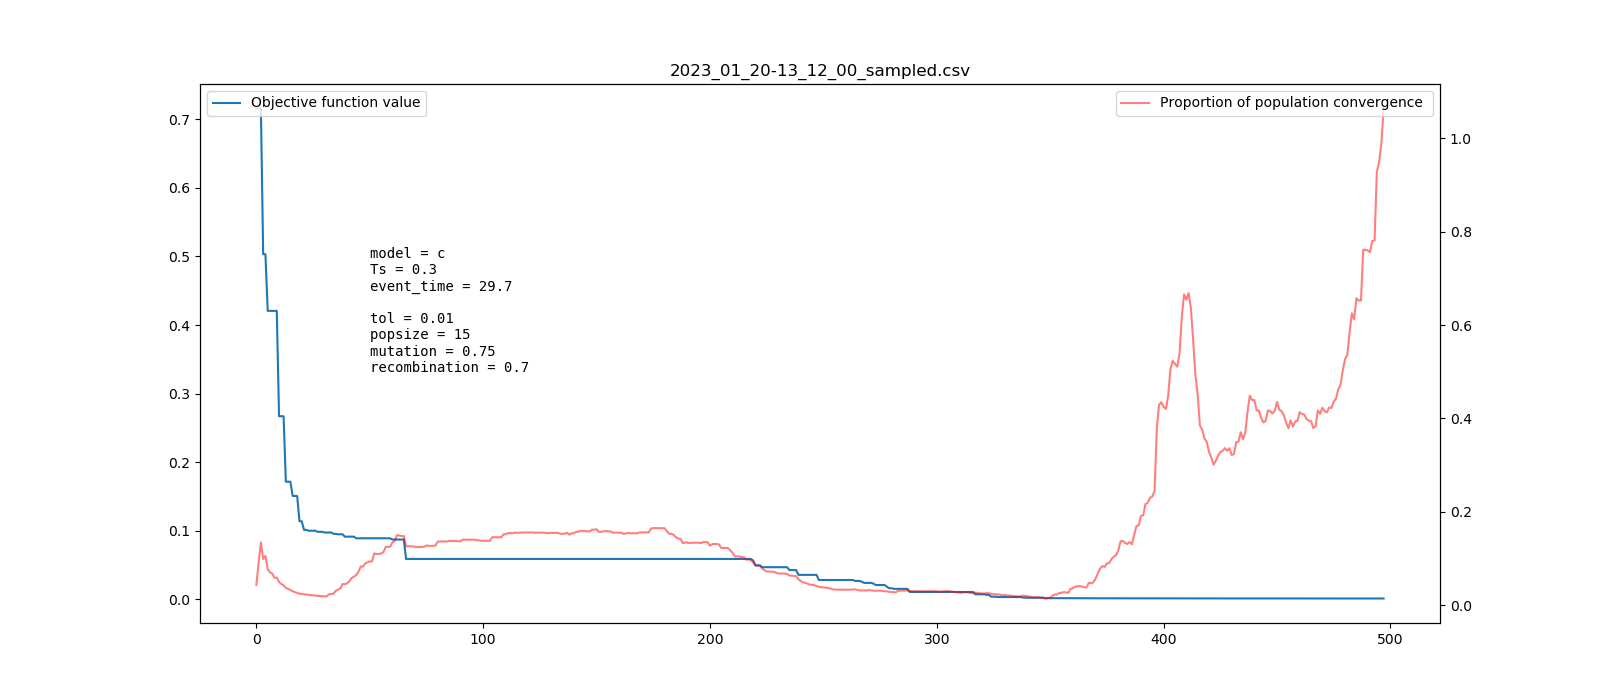 2023_01_20-13_12_00_sampled.csv
Objective function value
Proportion of population convergence
0.7
0.6
0.5
0.4
0.3
0.2
0.1
0.0
model = c
Ts = 0.3
event_time = 29.7
tol = 0.01
popsize = 15
mutation = 0.75
recombination = 0.7
1.0
0.8
0.6
0.4
0.2
0.0
0
100
200
300
400
500